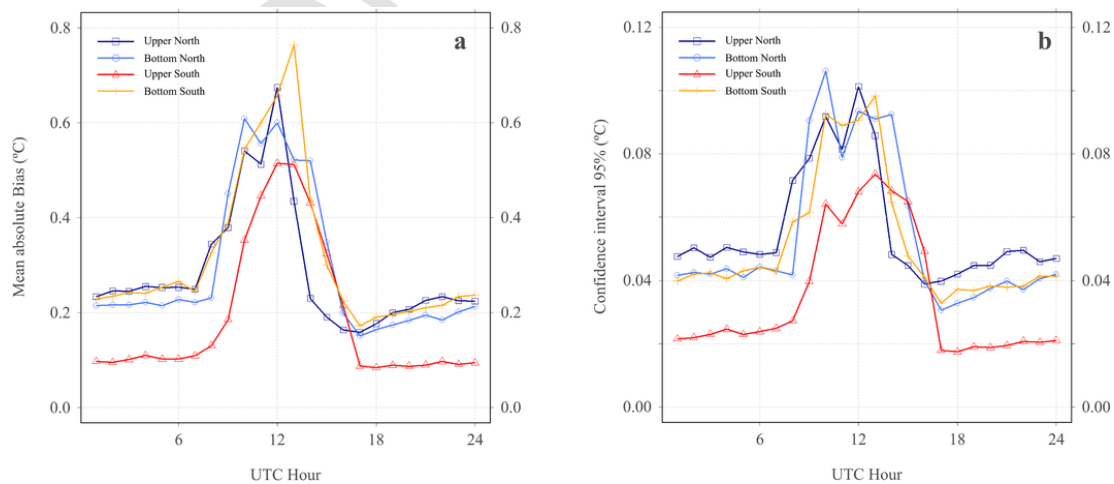 a
Upper North
Bottom North
Upper South
Bottom South
Mean absolute Bias (°C)
0.8
0.6
0.4
0.2
0.0
0.8
0.6
0.4
0.2
0.0
6
12
18
24
UTC Hour
b
Upper North
Bottom North
Upper South
Bottom South
Confidence interval 95% (°C)
0.12
0.08
0.04
0.00
0.12
0.08
0.04
0.00
6
12
18
24
UTC Hour